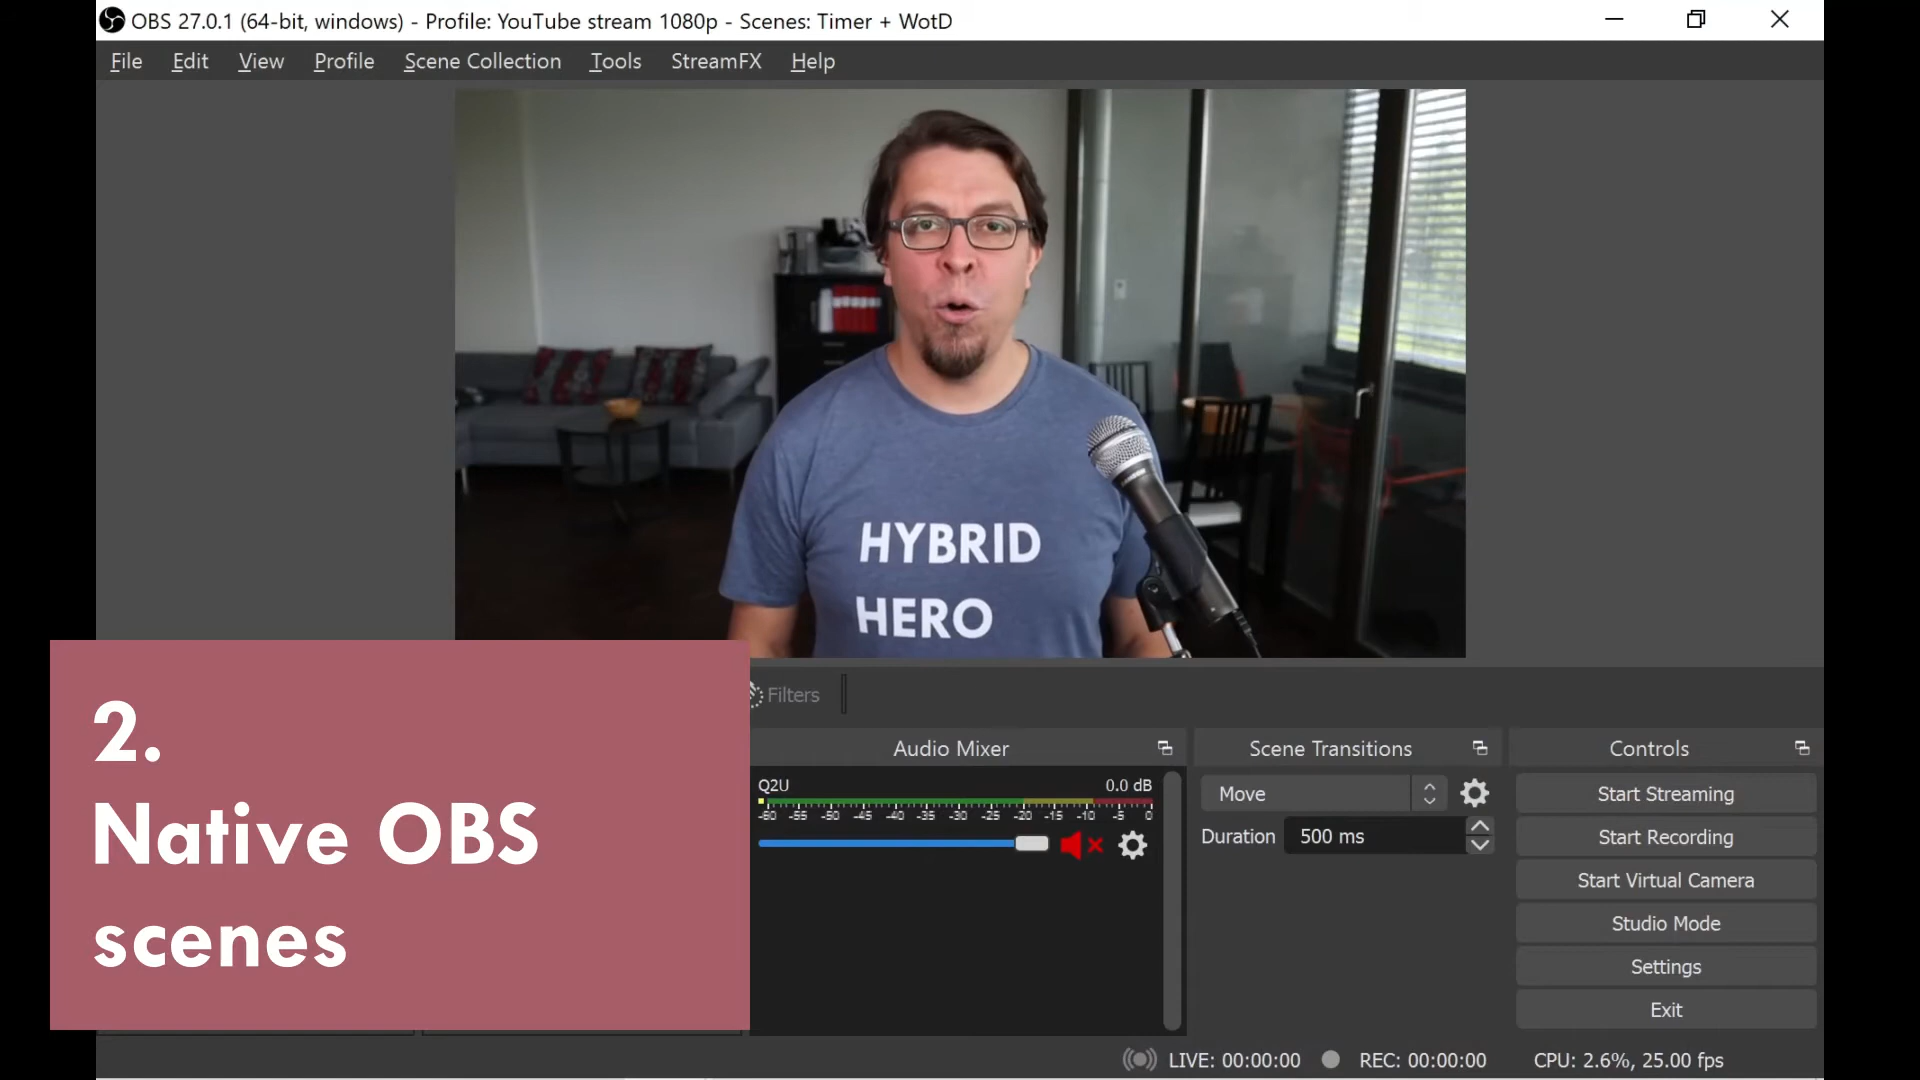 OBS 27.0.1 (64-bit, windows) - Profile: YouTube stream 1080p - Scenes: Timer + WotD
File Edit View Profile Scene Collection Tools StreamFX Help
HYBRID
HERO
2.
Native OBS
scenes
Filters
Audio Mixer
Q2U 0.0 dB
-60 -55 -50 -45 -40 -35 -30 -25 -20 -15 -10 -5 0
Scene Transitions
Move
Duration 500 ms
Controls
Start Streaming
Start Recording
Start Virtual Camera
Studio Mode
Settings
Exit
LIVE: 00:00:00 REC: 00:00:00 CPU: 2.6%, 25.00 fps